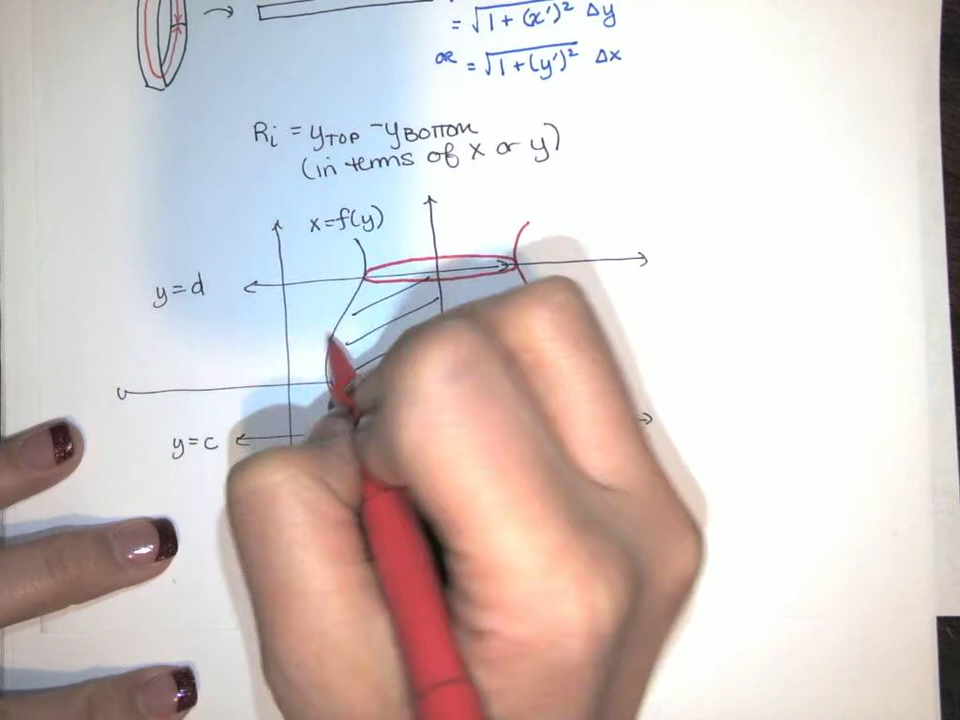 = √1 + (x')² Δy
OR = √1 + (y')² Δx
Ri = yTOP - yBOTTOM
(in terms of x or y)
x = f(y)
y = d
y = c